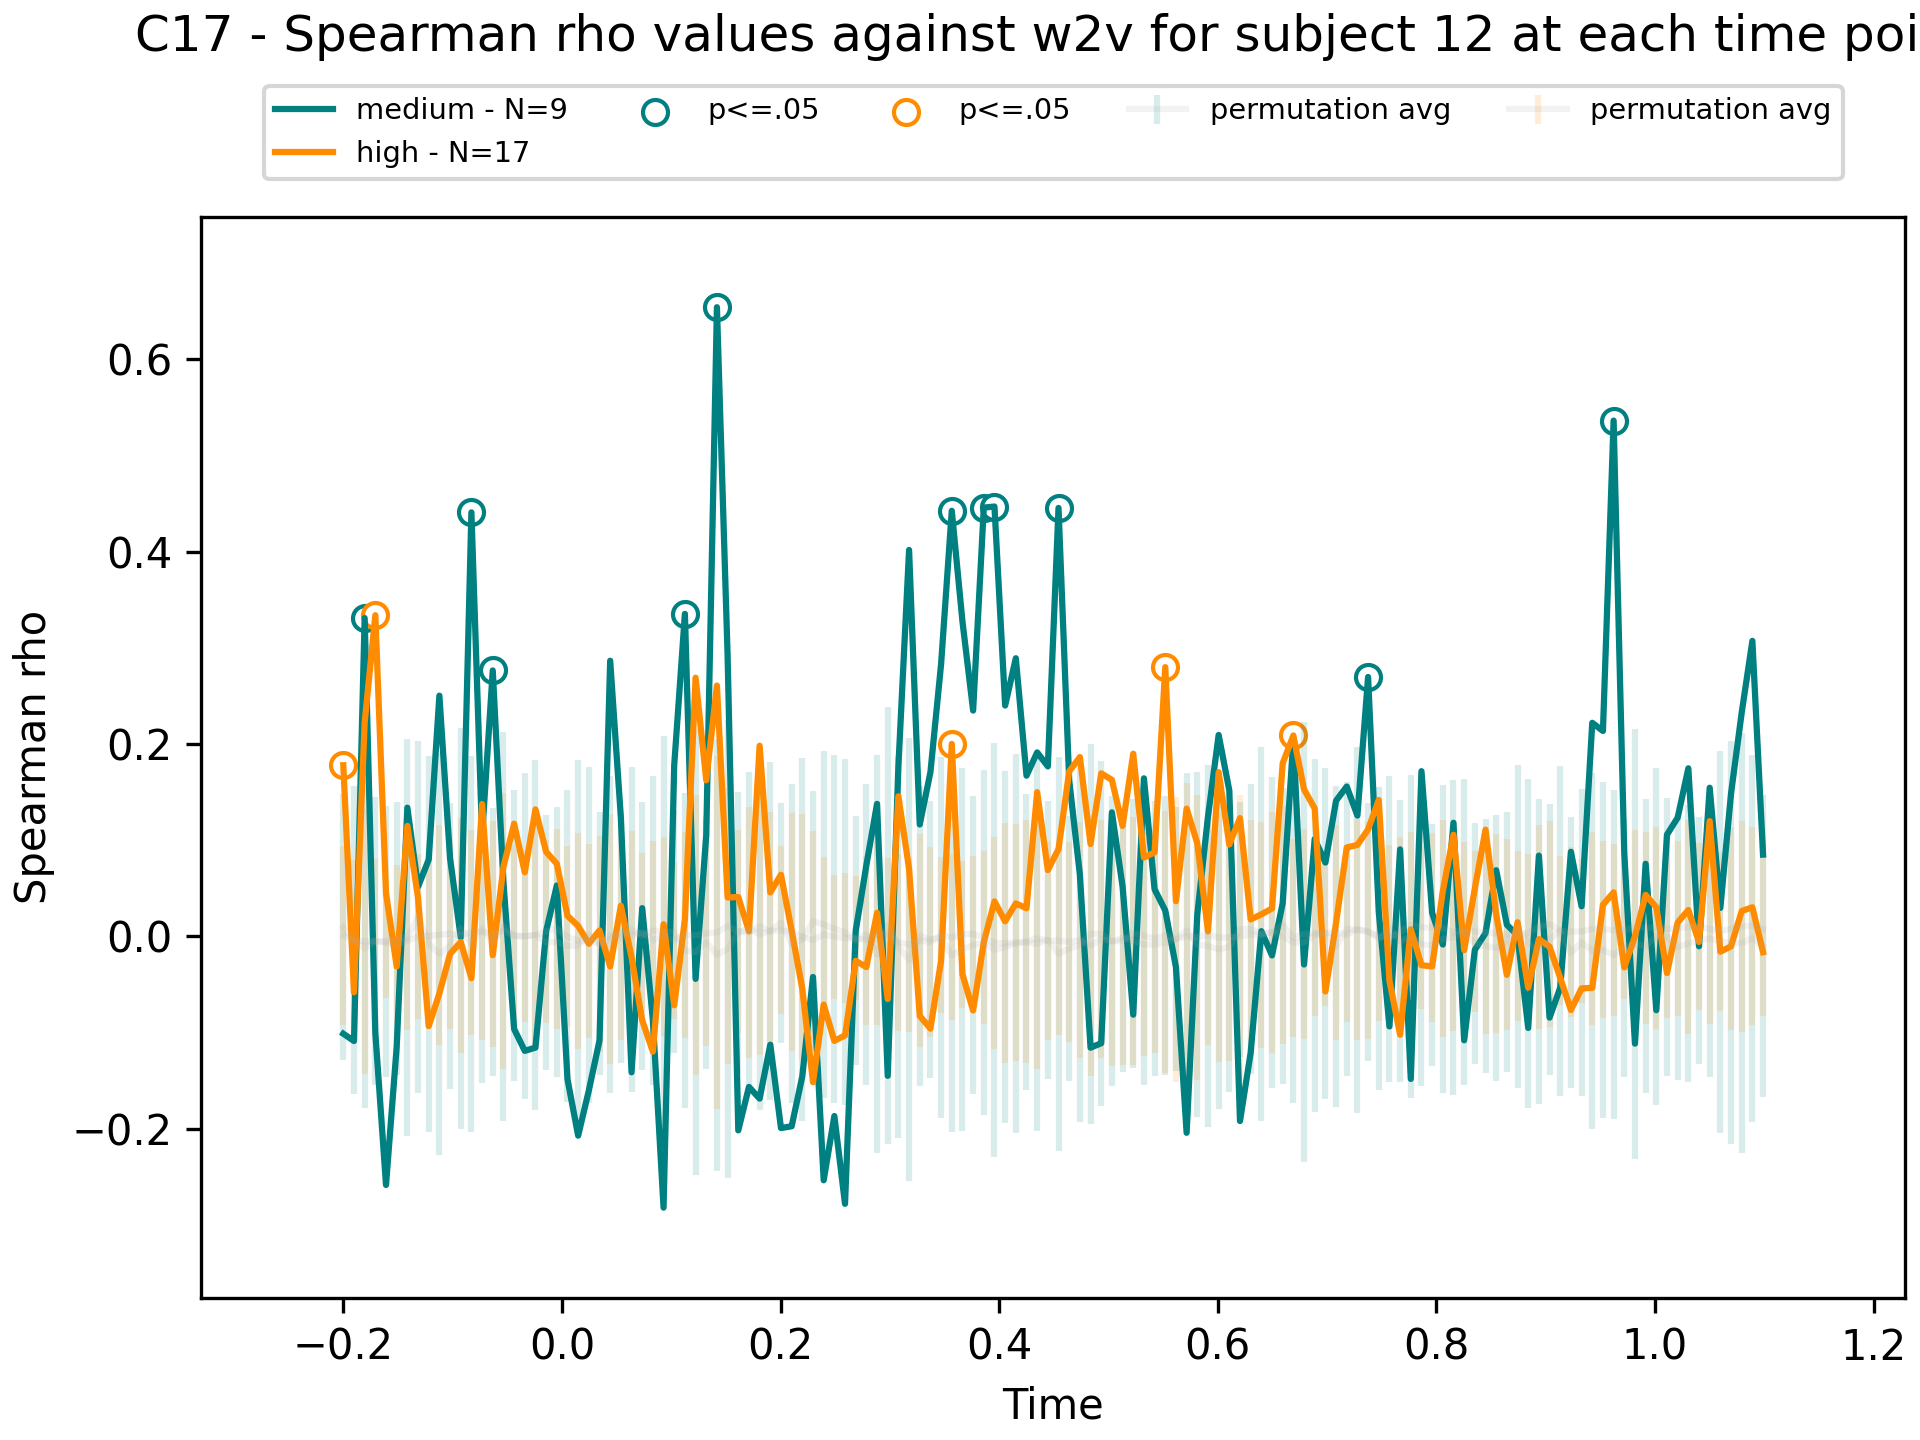 C17 - Spearman rho values against w2v for subject 12 at each time poi
medium - N=9 p<=.05 p<=.05 permutation avg permutation avg
high - N=17
0.6
0.4
0.2
0.0
−0.2
Spearman rho
−0.2 0.0 0.2 0.4 0.6 0.8 1.0 1.2
Time